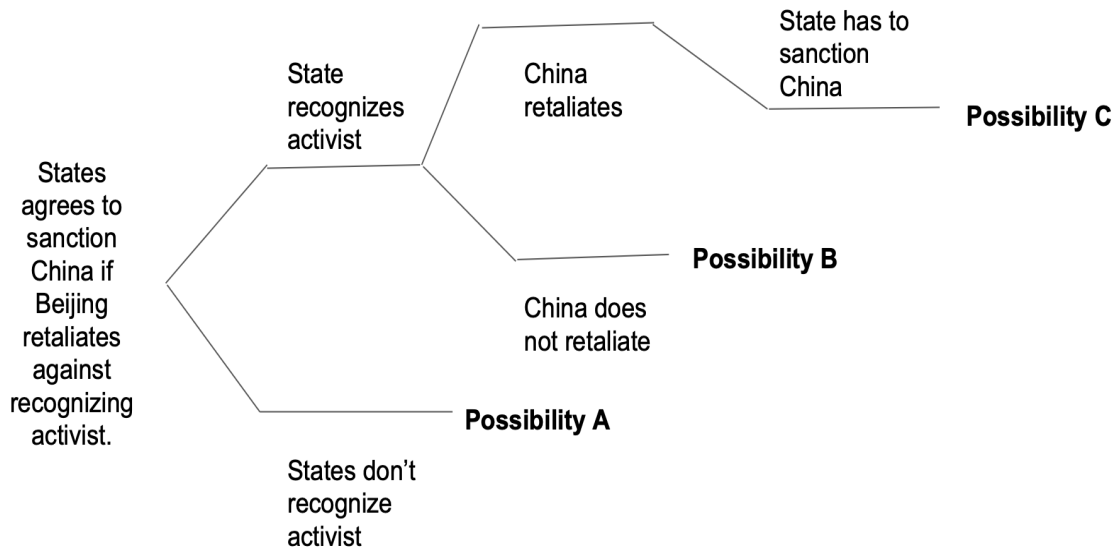 States
agrees to
sanction
China if
Beijing
retaliates
against
recognizing
activist.
State
recognizes
activist
China
retaliates
State has to
sanction
China
Possibility C
Possibility B
China does
not retaliate
Possibility A
States don’t
recognize
activist